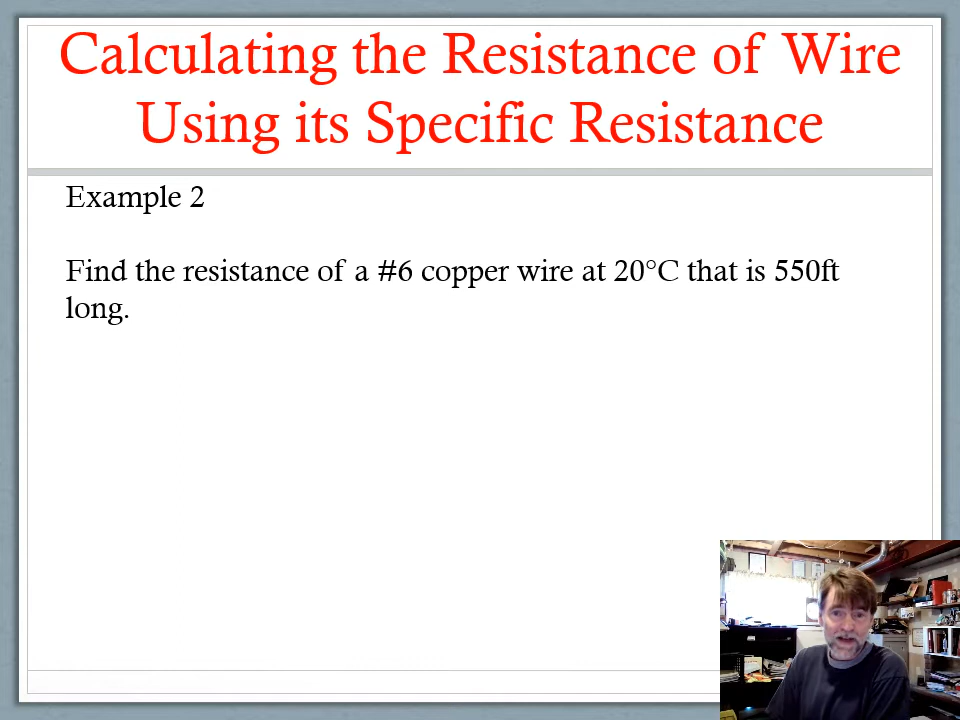 Calculating the Resistance of Wire
Using its Specific Resistance
Example 2
Find the resistance of a #6 copper wire at 20°C that is 550ft
long.